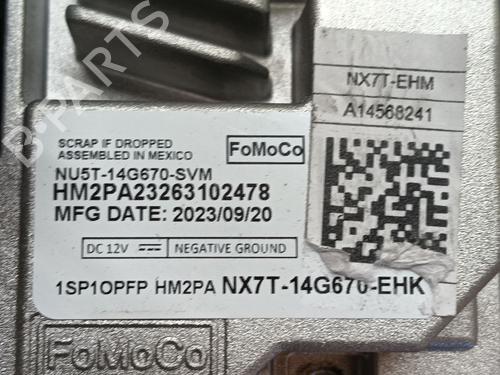 SCRAP IF DROPPED
ASSEMBLED IN MEXICO
FoMoCo
NU5T-14G670-SVM
HM2PA23263102478
MFG DATE: 2023/09/20
DC 12V NEGATIVE GROUND
1SP1OPFP HM2PA NX7T-14G670-EHK
NX7T-EHM
A14568241
FoMoCo
B-PARTS